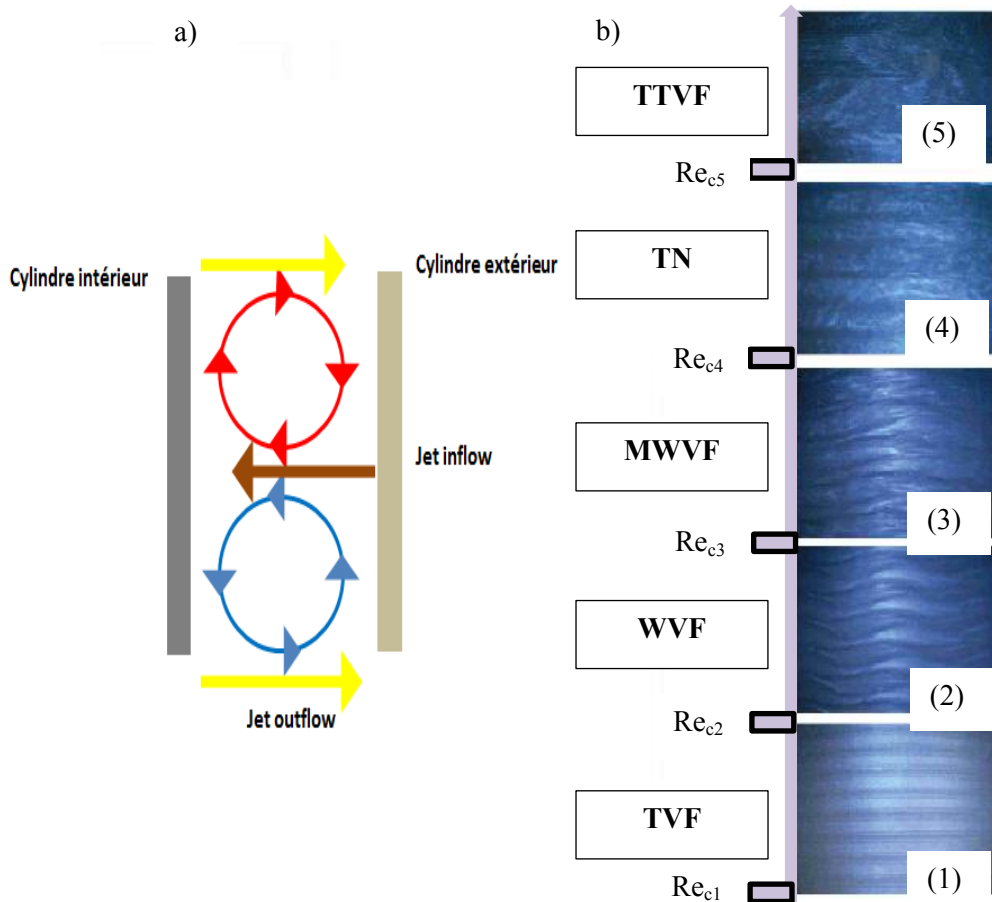 a)
Cylindre intérieur
Cylindre extérieur
Jet inflow
Jet outflow
b)
TTVF
(5)
Rec5
TN
(4)
Rec4
MWVF
(3)
Rec3
WVF
(2)
Rec2
TVF
(1)
Rec1